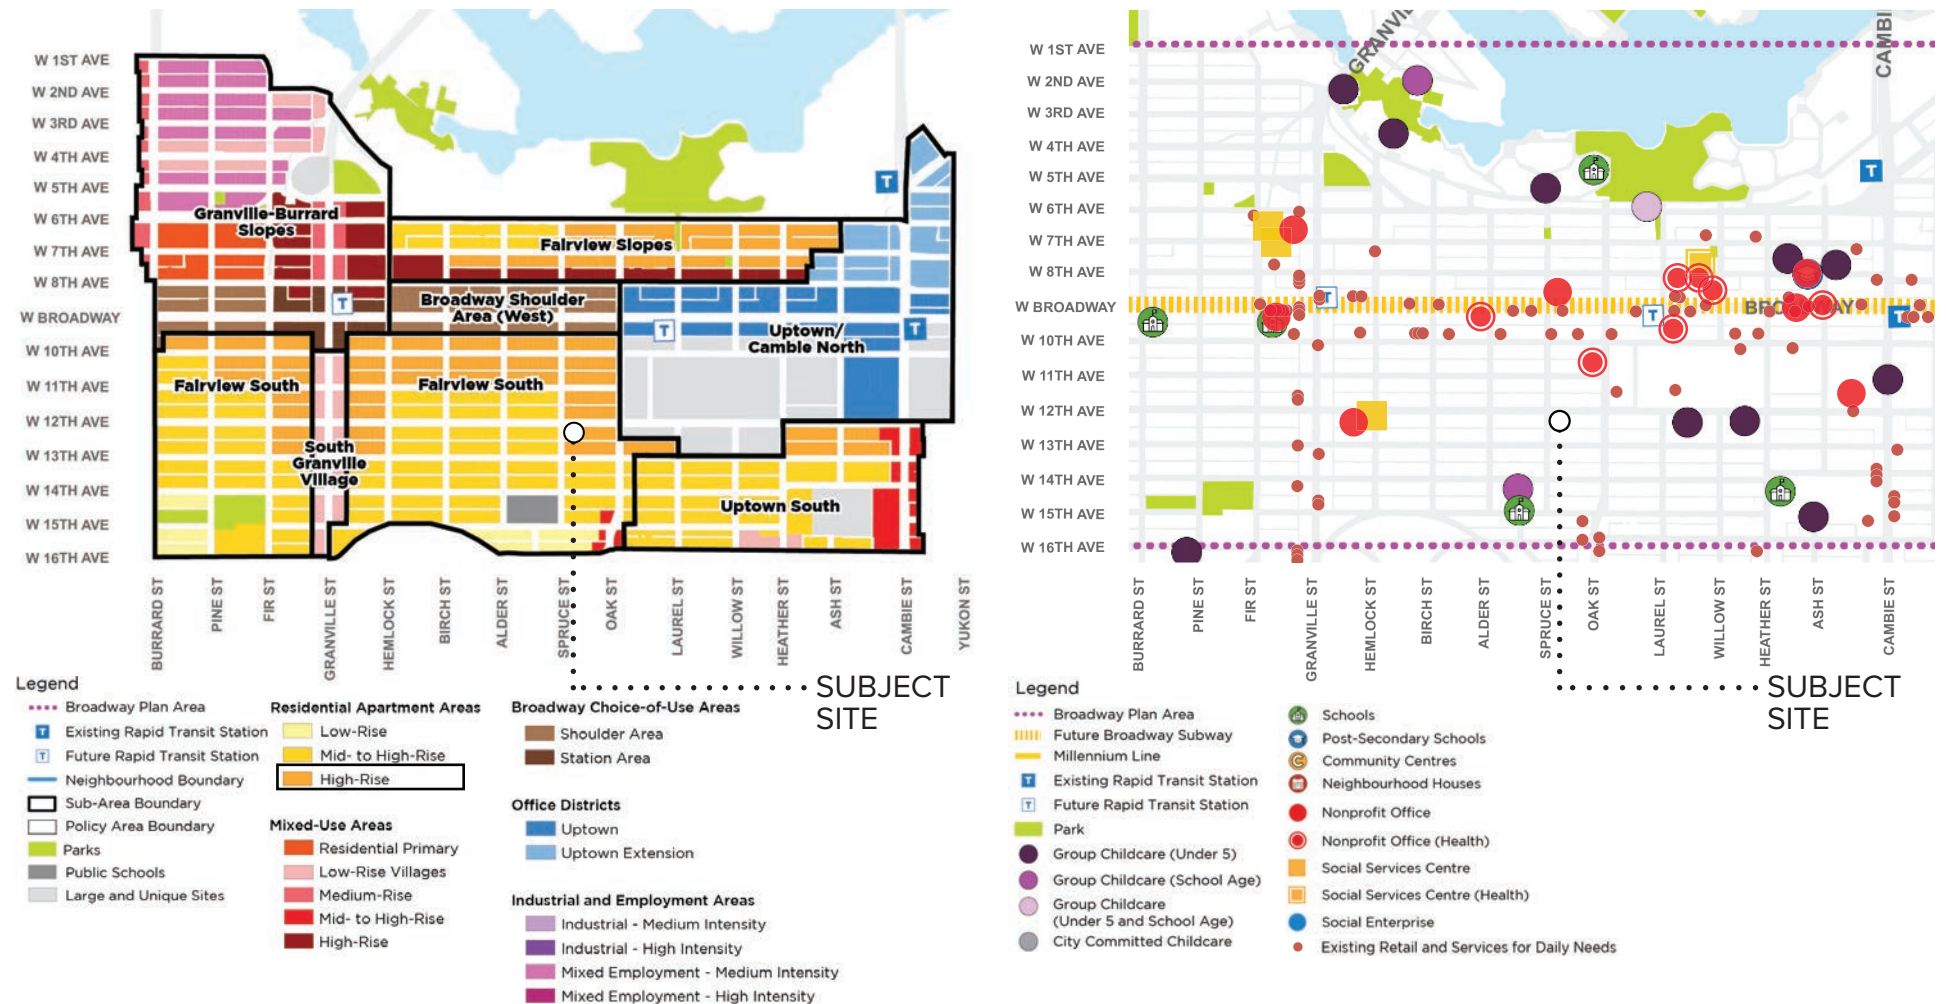 W 1ST AVE
W 2ND AVE
W 3RD AVE
W 4TH AVE
W 5TH AVE
W 6TH AVE
W 7TH AVE
W 8TH AVE
W BROADWAY
W 10TH AVE
W 11TH AVE
W 12TH AVE
W 13TH AVE
W 14TH AVE
W 15TH AVE
W 16TH AVE
Granville-Burrard
Slopes
Fairview Slopes
Broadway Shoulder
Area (West)
Uptown/
Camble North
Fairview South
Fairview South
South
Granville
Village
Uptown South
T
T
T
T
BURRARD ST
PINE ST
FIR ST
GRANVILLE ST
HEMLOCK ST
BIRCH ST
ALDER ST
SPRUCE ST
OAK ST
LAUREL ST
WILLOW ST
HEATHER ST
ASH ST
CAMBIE ST
YUKON ST
SUBJECT
SITE
Legend
Broadway Plan Area
T Existing Rapid Transit Station
T Future Rapid Transit Station
Neighbourhood Boundary
Sub-Area Boundary
Policy Area Boundary
Parks
Public Schools
Large and Unique Sites
Residential Apartment Areas
Low-Rise
Mid- to High-Rise
High-Rise
Mixed-Use Areas
Residential Primary
Low-Rise Villages
Medium-Rise
Mid- to High-Rise
High-Rise
Broadway Choice-of-Use Areas
Shoulder Area
Station Area
Office Districts
Uptown
Uptown Extension
Industrial and Employment Areas
Industrial - Medium Intensity
Industrial - High Intensity
Mixed Employment - Medium Intensity
Mixed Employment - High Intensity
W 1ST AVE
W 2ND AVE
W 3RD AVE
W 4TH AVE
W 5TH AVE
W 6TH AVE
W 7TH AVE
W 8TH AVE
W BROADWAY
W 10TH AVE
W 11TH AVE
W 12TH AVE
W 13TH AVE
W 14TH AVE
W 15TH AVE
W 16TH AVE
T
T
T
T
BURRARD ST
PINE ST
FIR ST
GRANVILLE ST
HEMLOCK ST
BIRCH ST
ALDER ST
SPRUCE ST
OAK ST
LAUREL ST
WILLOW ST
HEATHER ST
ASH ST
CAMBIE ST
SUBJECT
SITE
Legend
Broadway Plan Area
Future Broadway Subway
Millennium Line
T Existing Rapid Transit Station
T Future Rapid Transit Station
Park
Group Childcare (Under 5)
Group Childcare (School Age)
Group Childcare
(Under 5 and School Age)
City Committed Childcare
Schools
Post-Secondary Schools
C Community Centres
Neighbourhood Houses
Nonprofit Office
Nonprofit Office (Health)
Social Services Centre
Social Services Centre (Health)
Social Enterprise
Existing Retail and Services for Daily Needs